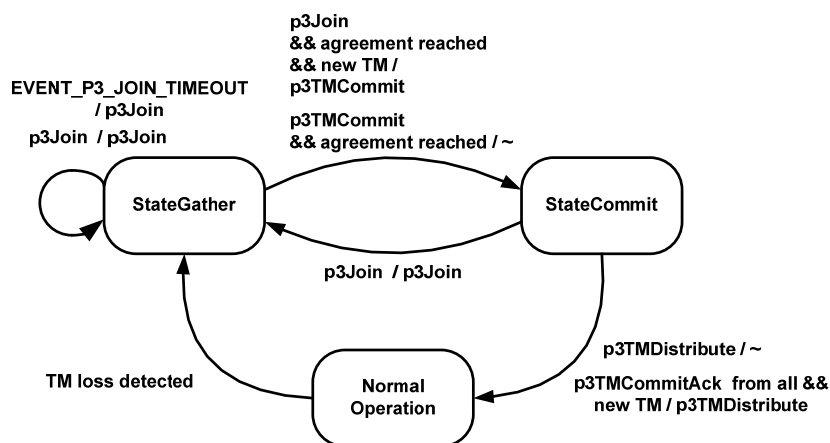 p3Join
&& agreement reached
&& new TM /
p3TMCommit
p3TMCommit
&& agreement reached / ~
EVENT_P3_JOIN_TIMEOUT
/ p3Join
p3Join / p3Join
StateGather
StateCommit
p3Join / p3Join
TM loss detected
Normal
Operation
p3TMDistribute / ~
p3TMCommitAck from all &&
new TM / p3TMDistribute